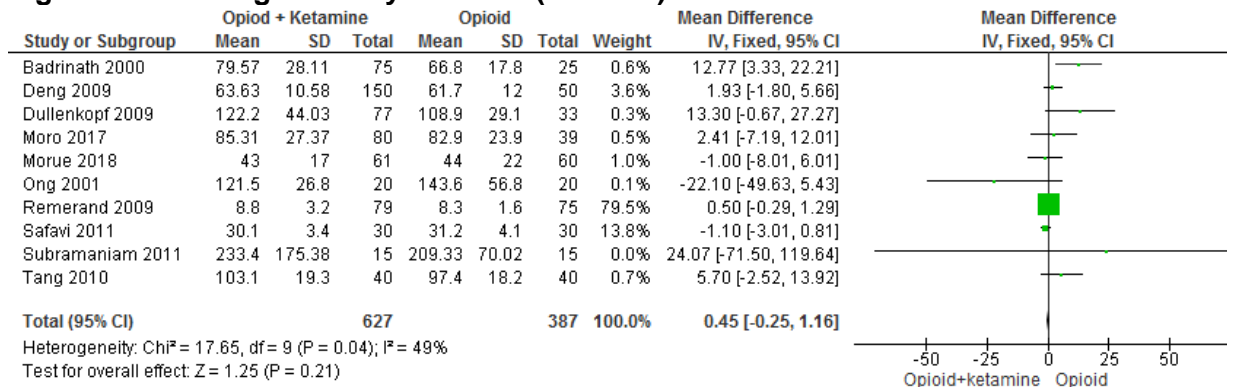 Opiod + Ketamine Opioid Mean Difference Mean Difference
Study or Subgroup Mean SD Total Mean SD Total Weight IV, Fixed, 95% CI IV, Fixed, 95% CI
Badrinath 2000 79.57 28.11 75 66.8 17.8 25 0.6% 12.77 [3.33, 22.21]
Deng 2009 63.63 10.58 150 61.7 12 50 3.6% 1.93 [-1.80, 5.66]
Dullenkopf 2009 122.2 44.03 77 108.9 29.1 33 0.3% 13.30 [-0.67, 27.27]
Moro 2017 85.31 27.37 80 82.9 23.9 39 0.5% 2.41 [-7.19, 12.01]
Morue 2018 43 17 61 44 22 60 1.0% -1.00 [-8.01, 6.01]
Ong 2001 121.5 26.8 20 143.6 56.8 20 0.1% -22.10 [-49.63, 5.43]
Remerand 2009 8.8 3.2 79 8.3 1.6 75 79.5% 0.50 [-0.29, 1.29]
Safavi 2011 30.1 3.4 30 31.2 4.1 30 13.8% -1.10 [-3.01, 0.81]
Subramaniam 2011 233.4 175.38 15 209.33 70.02 15 0.0% 24.07 [-71.50, 119.64]
Tang 2010 103.1 19.3 40 97.4 18.2 40 0.7% 5.70 [-2.52, 13.92]
Total (95% CI) 627 387 100.0% 0.45 [-0.25, 1.16]
Heterogeneity: Chi² = 17.65, df = 9 (P = 0.04); I² = 49%
Test for overall effect: Z = 1.25 (P = 0.21)
-50 -25 0 25 50
Opioid+ketamine Opioid